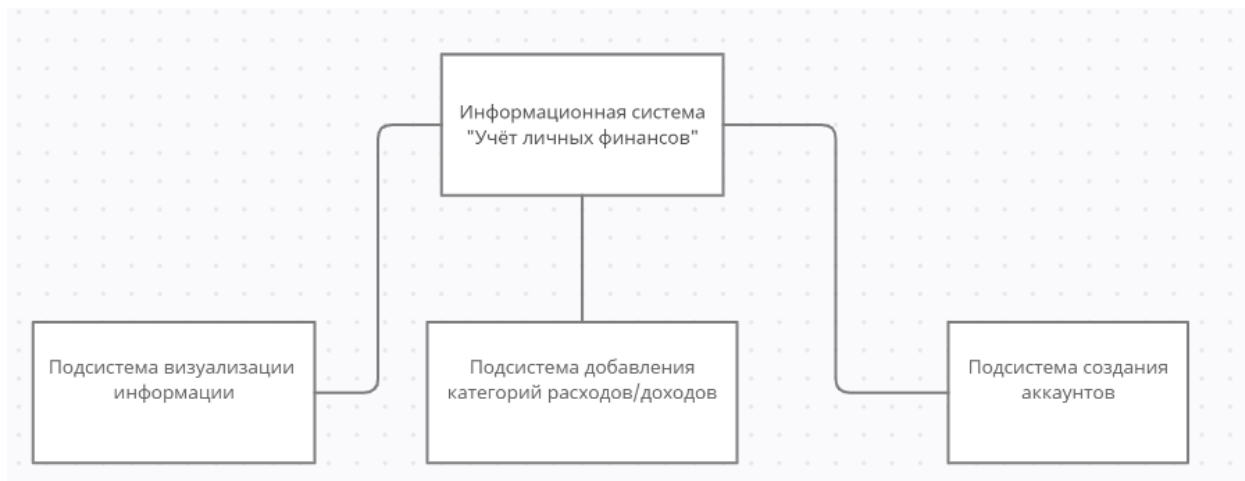 Информационная система
"Учёт личных финансов"
Подсистема визуализации
информации
Подсистема добавления
категорий расходов/доходов
Подсистема создания
аккаунтов